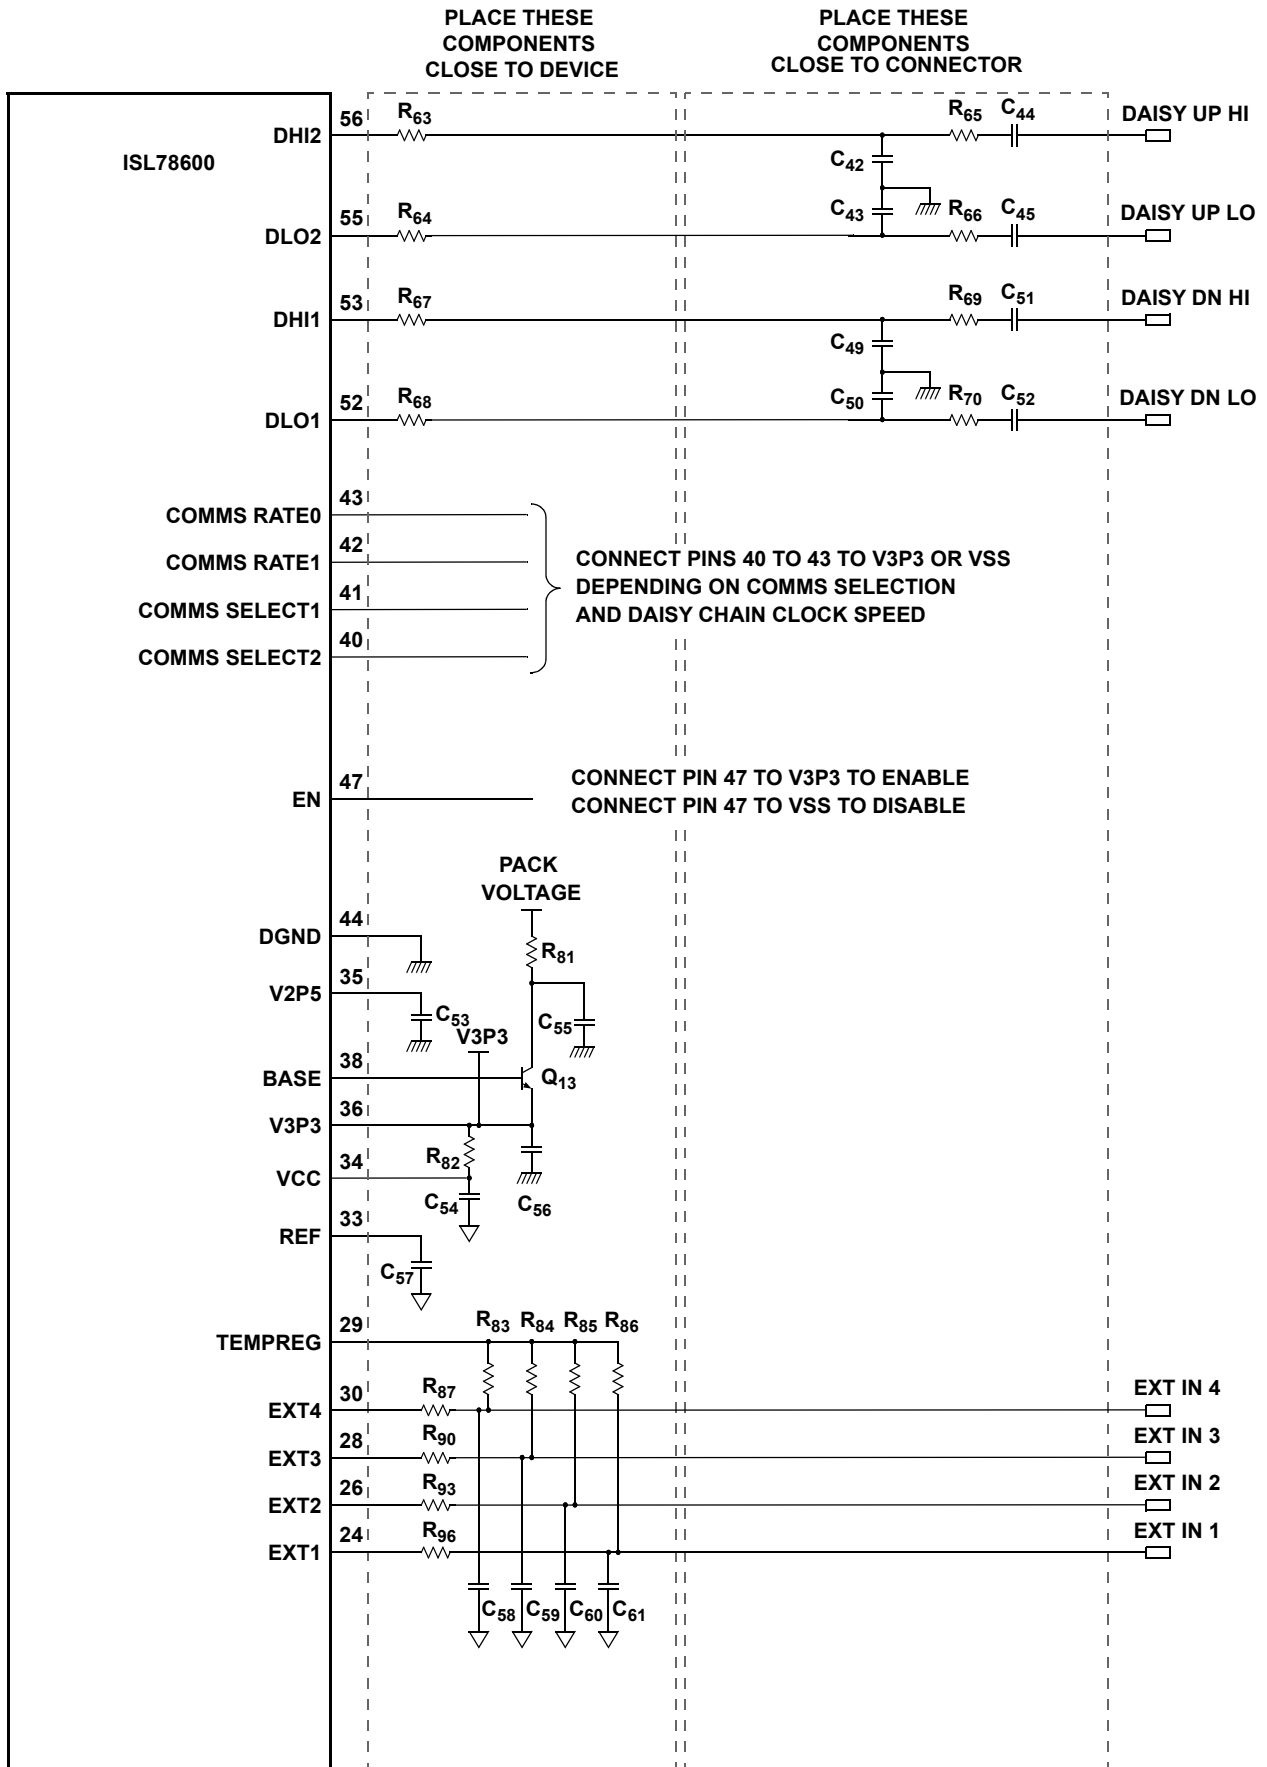 PLACE THESE
COMPONENTS
CLOSE TO DEVICE
PLACE THESE
COMPONENTS
CLOSE TO CONNECTOR
ISL78600
DHI2 56 R63 R65 C44 DAISY UP HI
C42
DLO2 55 R64 C43 R66 C45 DAISY UP LO
DHI1 53 R67 R69 C51 DAISY DN HI
C49
DLO1 52 R68 C50 R70 C52 DAISY DN LO
COMMS RATE0 43
COMMS RATE1 42
COMMS SELECT1 41
COMMS SELECT2 40
CONNECT PINS 40 TO 43 TO V3P3 OR VSS
DEPENDING ON COMMS SELECTION
AND DAISY CHAIN CLOCK SPEED
EN 47
CONNECT PIN 47 TO V3P3 TO ENABLE
CONNECT PIN 47 TO VSS TO DISABLE
PACK
VOLTAGE
DGND 44
R81
V2P5 35
C53
C55
V3P3
BASE 38
Q13
V3P3 36
R82
VCC 34
C54
C56
REF 33
C57
TEMPREG 29 R83 R84 R85 R86
EXT4 30 R87 EXT IN 4
EXT3 28 R90 EXT IN 3
EXT2 26 R93 EXT IN 2
EXT1 24 R96 EXT IN 1
C58 C59 C60 C61